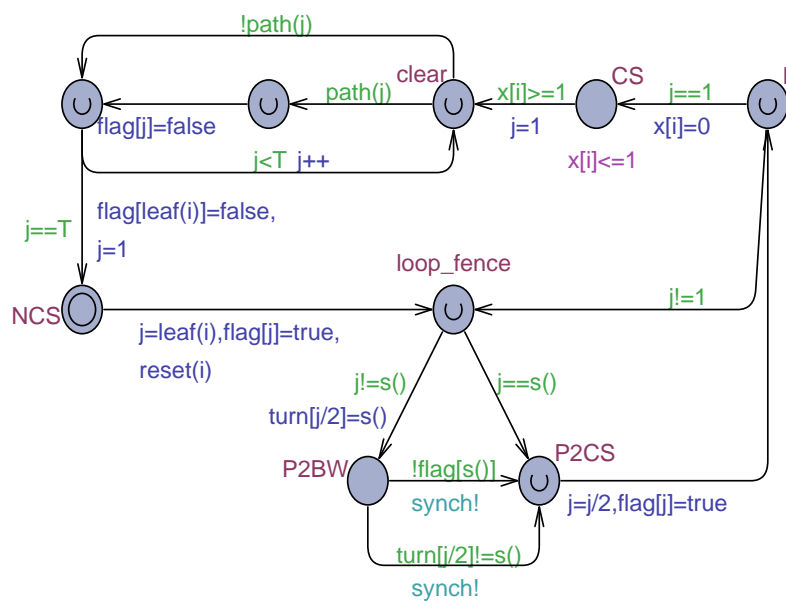 !path(j)
clear
CS
path(j)
x[i]>=1
j==1
flag[j]=false
j=1
x[i]=0
j<T j++
x[i]<=1
flag[leaf(i)]=false,
j==T
j=1
loop_fence
NCS
j!=1
j=leaf(i),flag[j]=true,
reset(i)
j!=s()
j==s()
turn[j/2]=s()
P2BW
!flag[s()]
P2CS
synch!
j=j/2,flag[j]=true
turn[j/2]!=s()
synch!